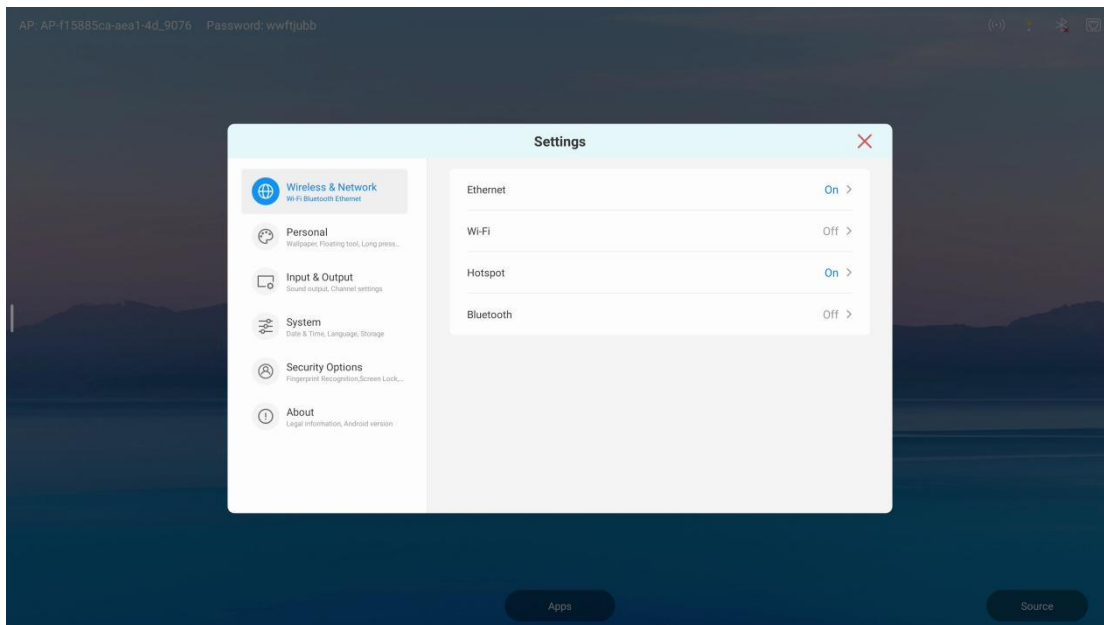 AP: AP-f15885ca-aea1-4d_9076 Password: wwftjubb
Settings
Wireless & Network
Wi-Fi Bluetooth Ethernet
Personal
Wallpaper, Floating tool, Long press...
Input & Output
Sound output, Channel settings
System
Date & Time, Language, Storage
Security Options
Fingerprint Recognition,Screen Lock,...
About
Legal information, Android version
Ethernet On
Wi-Fi Off
Hotspot On
Bluetooth Off
Apps
Source